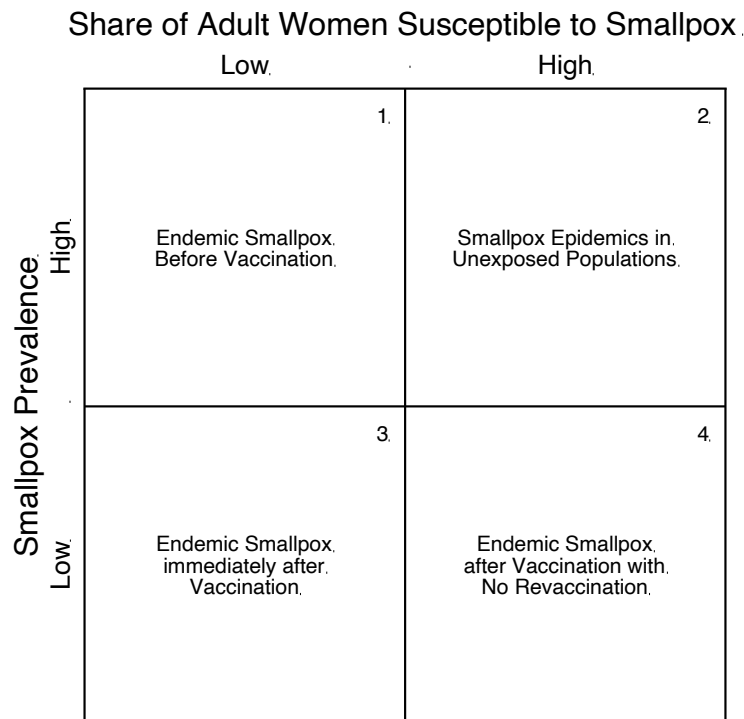 Share of Adult Women Susceptible to Smallpox
Low
High
1
2
Smallpox Prevalence
High
Endemic Smallpox
Before Vaccination
Smallpox Epidemics in
Unexposed Populations
3
4
Low
Endemic Smallpox
immediately after
Vaccination
Endemic Smallpox
after Vaccination with
No Revaccination